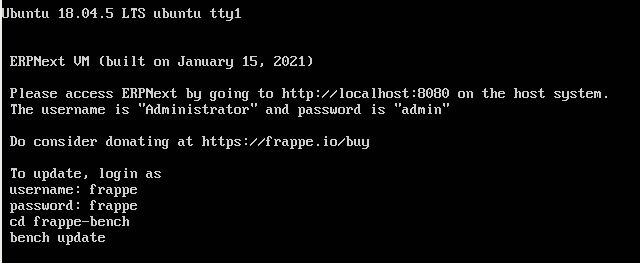 Ubuntu 18.04.5 LTS ubuntu tty1
ERPNext VM (built on January 15, 2021)
Please access ERPNext by going to http://localhost:8080 on the host system.
The username is "Administrator" and password is "admin"
Do consider donating at https://frappe.io/buy
To update, login as
username: frappe
password: frappe
cd frappe-bench
bench update